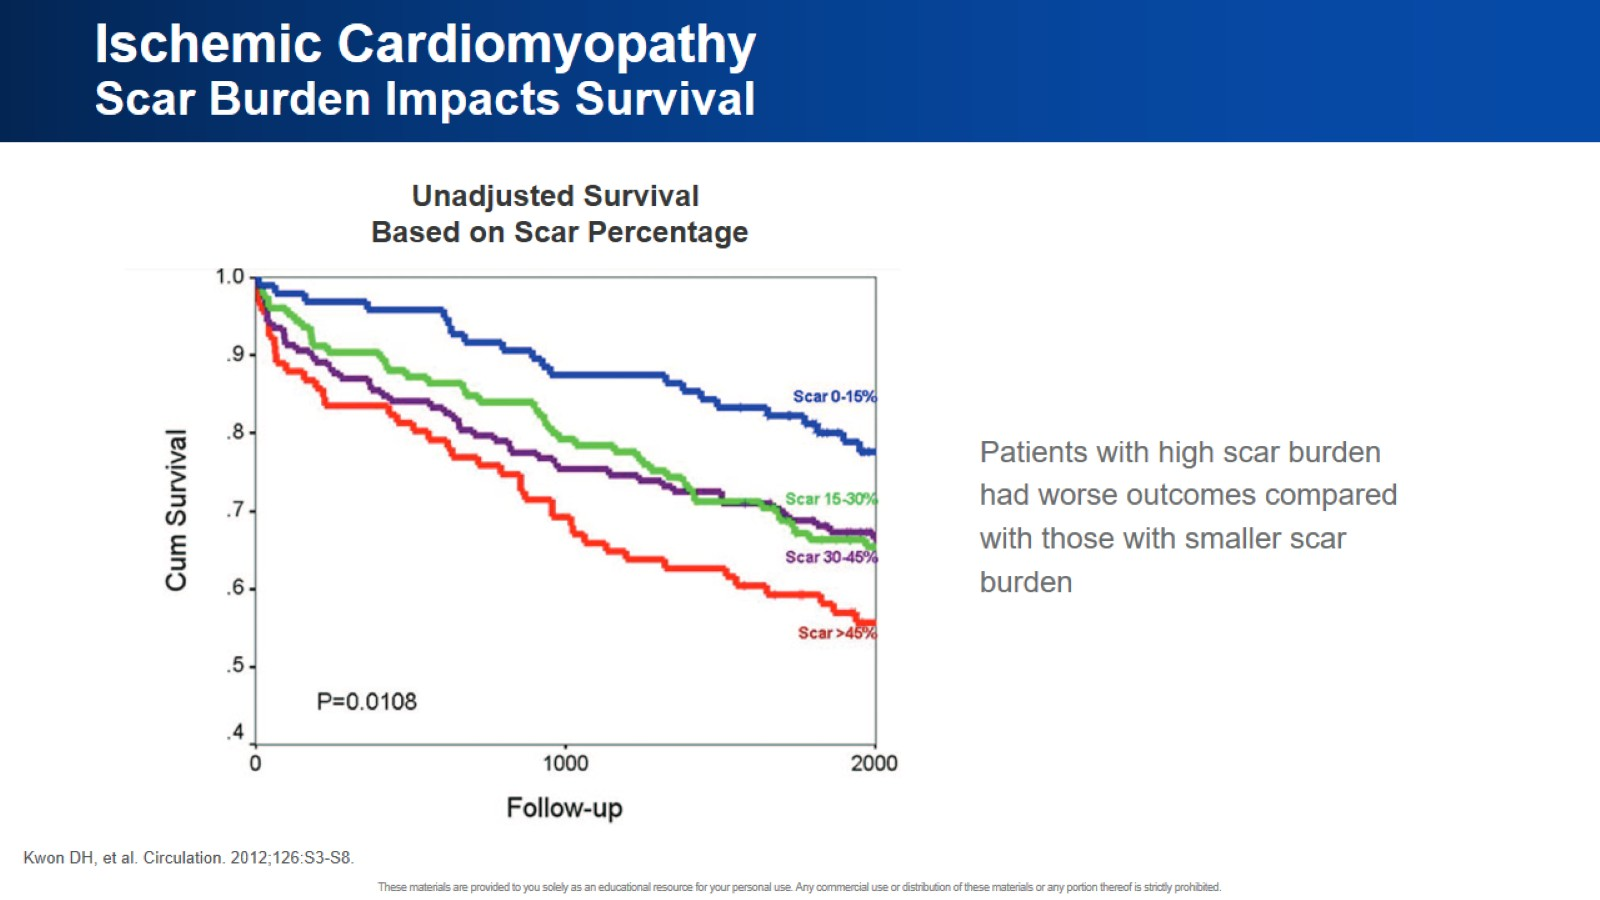 Ischemic Cardiomyopathy
Scar Burden Impacts Survival
Unadjusted Survival
Based on Scar Percentage
1.0
.9
.8
.7
.6
.5
.4
Cum Survival
Scar 0-15%
Scar 15-30%
Scar 30-45%
Scar >45%
P=0.0108
0
1000
2000
Follow-up
Patients with high scar burden
had worse outcomes compared
with those with smaller scar
burden
Kwon DH, et al. Circulation. 2012;126:S3-S8.
These materials are provided to you solely as an educational resource for your personal use. Any commercial use or distribution of these materials or any portion thereof is strictly prohibited.